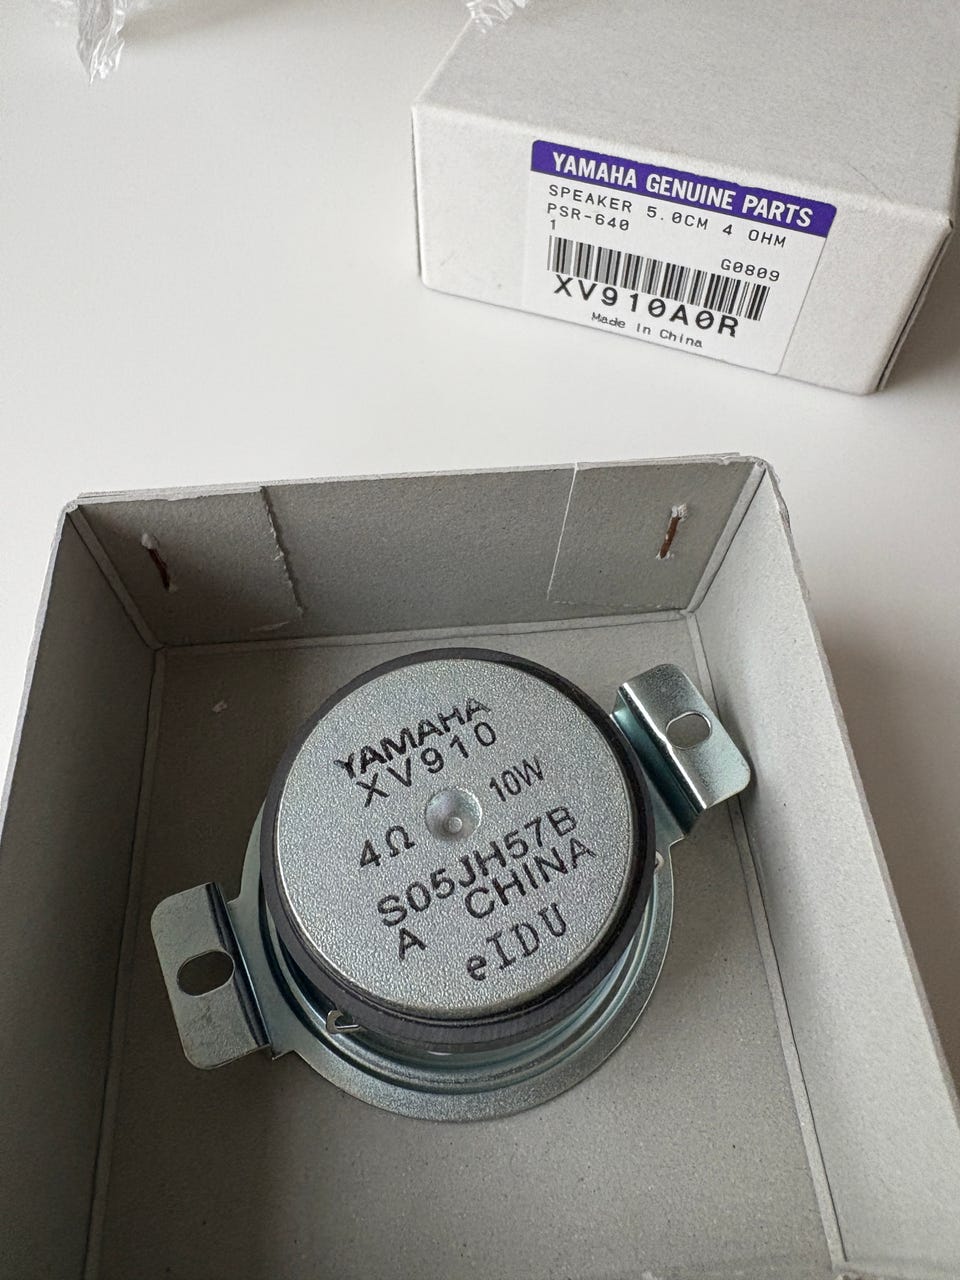 YAMAHA GENUINE PARTS
SPEAKER 5.0CM 4 OHM
PSR-640
1
G0809
XV910A0R
Made In China
YAMAHA
XV910
4Ω 10W
S05JH57B
A CHINA
eIDU